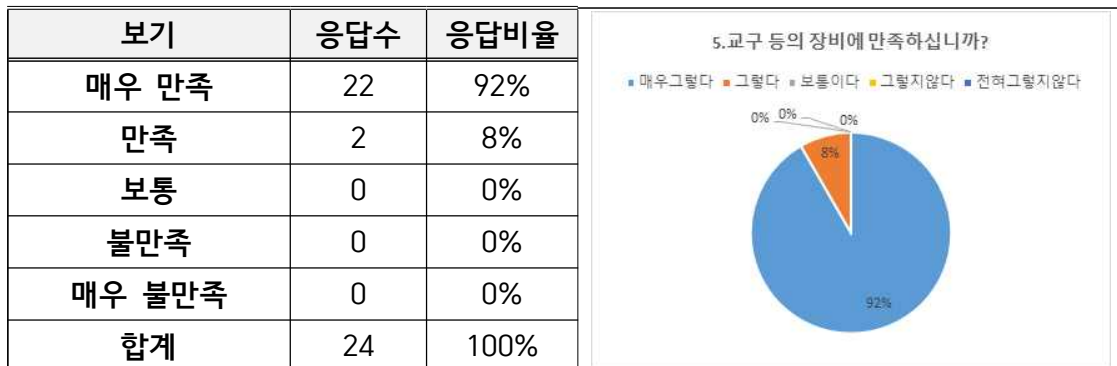 보기 응답수 응답비율
매우 만족 22 92%
만족 2 8%
보통 0 0%
불만족 0 0%
매우 불만족 0 0%
합계 24 100%
5.교구 등의 장비에 만족하십니까?
매우그렇다 그렇다 보통이다 그렇지않다 전혀그렇지않다
0% 0% 0%
8%
92%